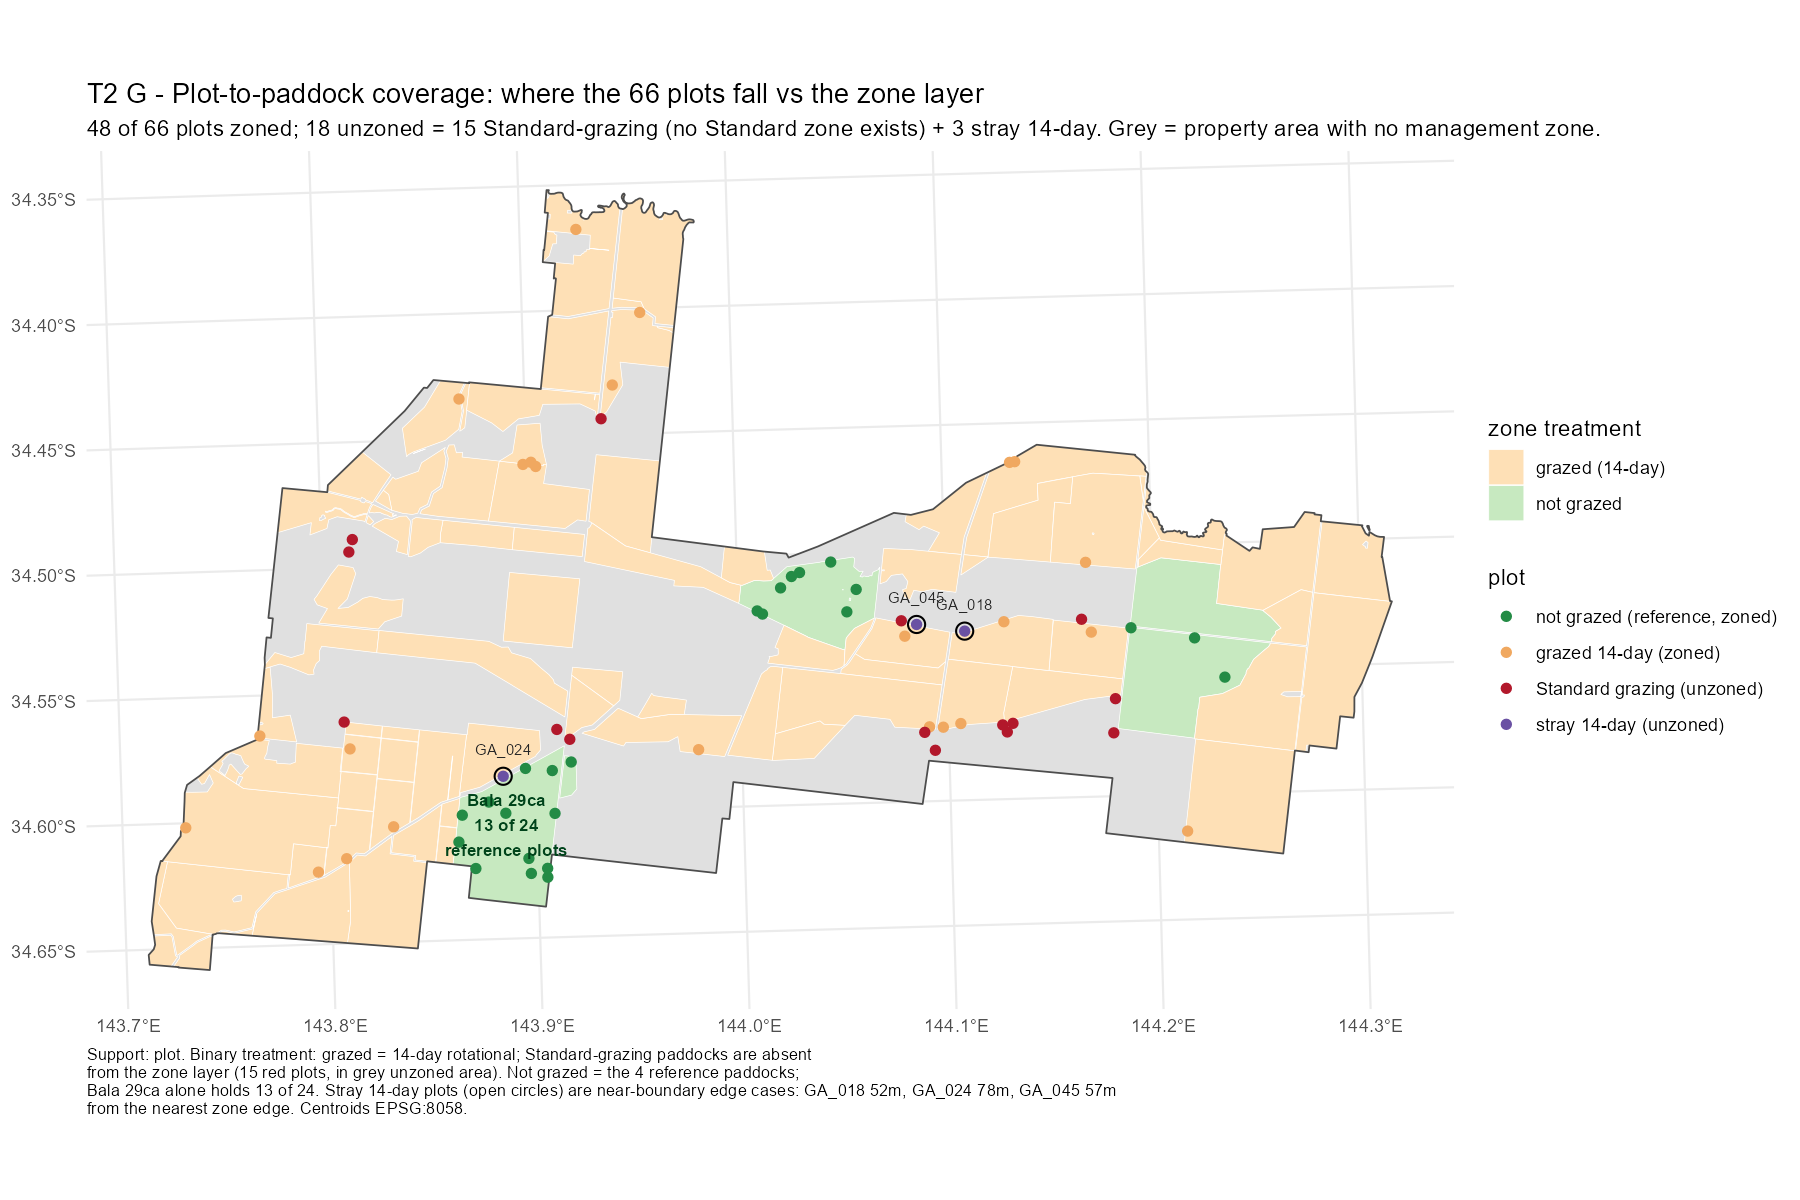 T2 G - Plot-to-paddock coverage: where the 66 plots fall vs the zone layer
48 of 66 plots zoned; 18 unzoned = 15 Standard-grazing (no Standard zone exists) + 3 stray 14-day. Grey = property area with no management zone.
34.35°S
34.40°S
34.45°S
34.50°S
34.55°S
34.60°S
34.65°S
GA_045
GA_018
GA_024
Bala 29ca
13 of 24
reference plots
143.7°E
143.8°E
143.9°E
144.0°E
144.1°E
144.2°E
144.3°E
zone treatment
grazed (14-day)
not grazed
plot
not grazed (reference, zoned)
grazed 14-day (zoned)
Standard grazing (unzoned)
stray 14-day (unzoned)
Support: plot. Binary treatment: grazed = 14-day rotational; Standard-grazing paddocks are absent
from the zone layer (15 red plots, in grey unzoned area). Not grazed = the 4 reference paddocks;
Bala 29ca alone holds 13 of 24. Stray 14-day plots (open circles) are near-boundary edge cases: GA_018 52m, GA_024 78m, GA_045 57m
from the nearest zone edge. Centroids EPSG:8058.